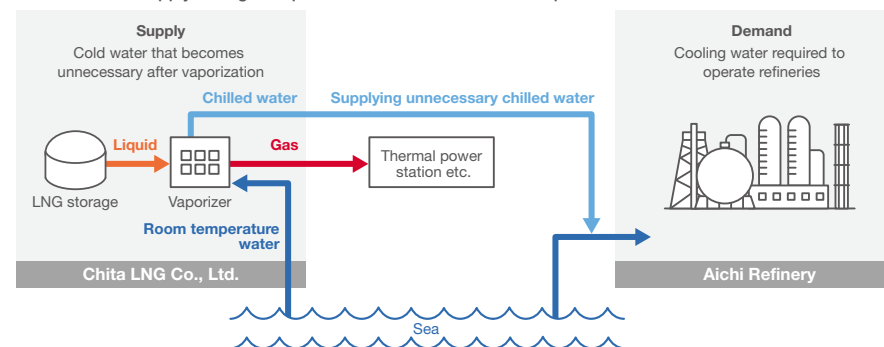 Supply
Cold water that becomes
unnecessary after vaporization
Demand
Cooling water required to
operate refineries
Chilled water
Supplying unnecessary chilled water
Liquid
Gas
Thermal power
station etc.
LNG storage
Vaporizer
Room temperature
water
Chita LNG Co., Ltd.
Aichi Refinery
Sea